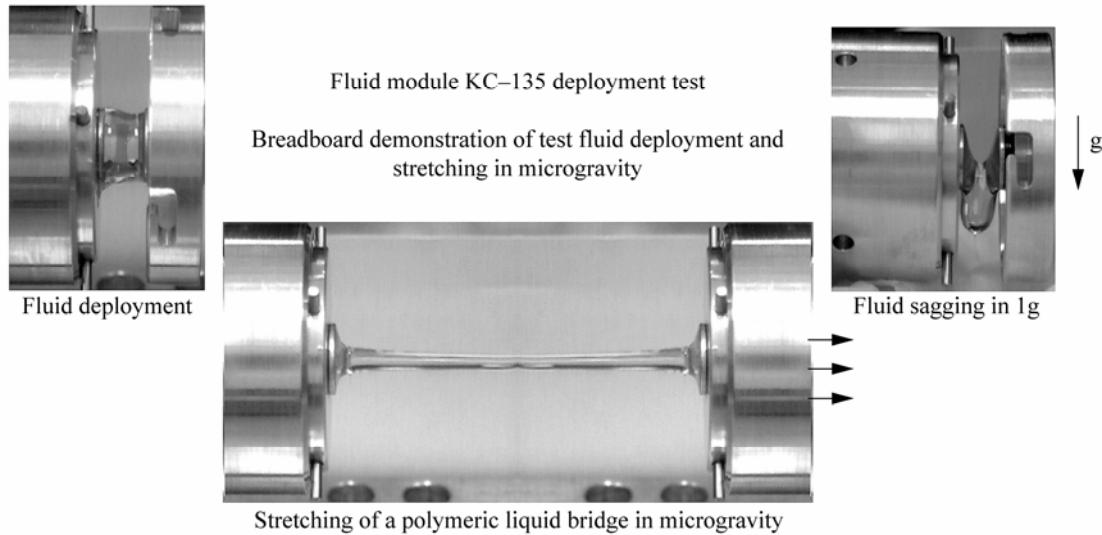 Fluid module KC–135 deployment test
Breadboard demonstration of test fluid deployment and
stretching in microgravity
g
Fluid deployment
Fluid sagging in 1g
Stretching of a polymeric liquid bridge in microgravity